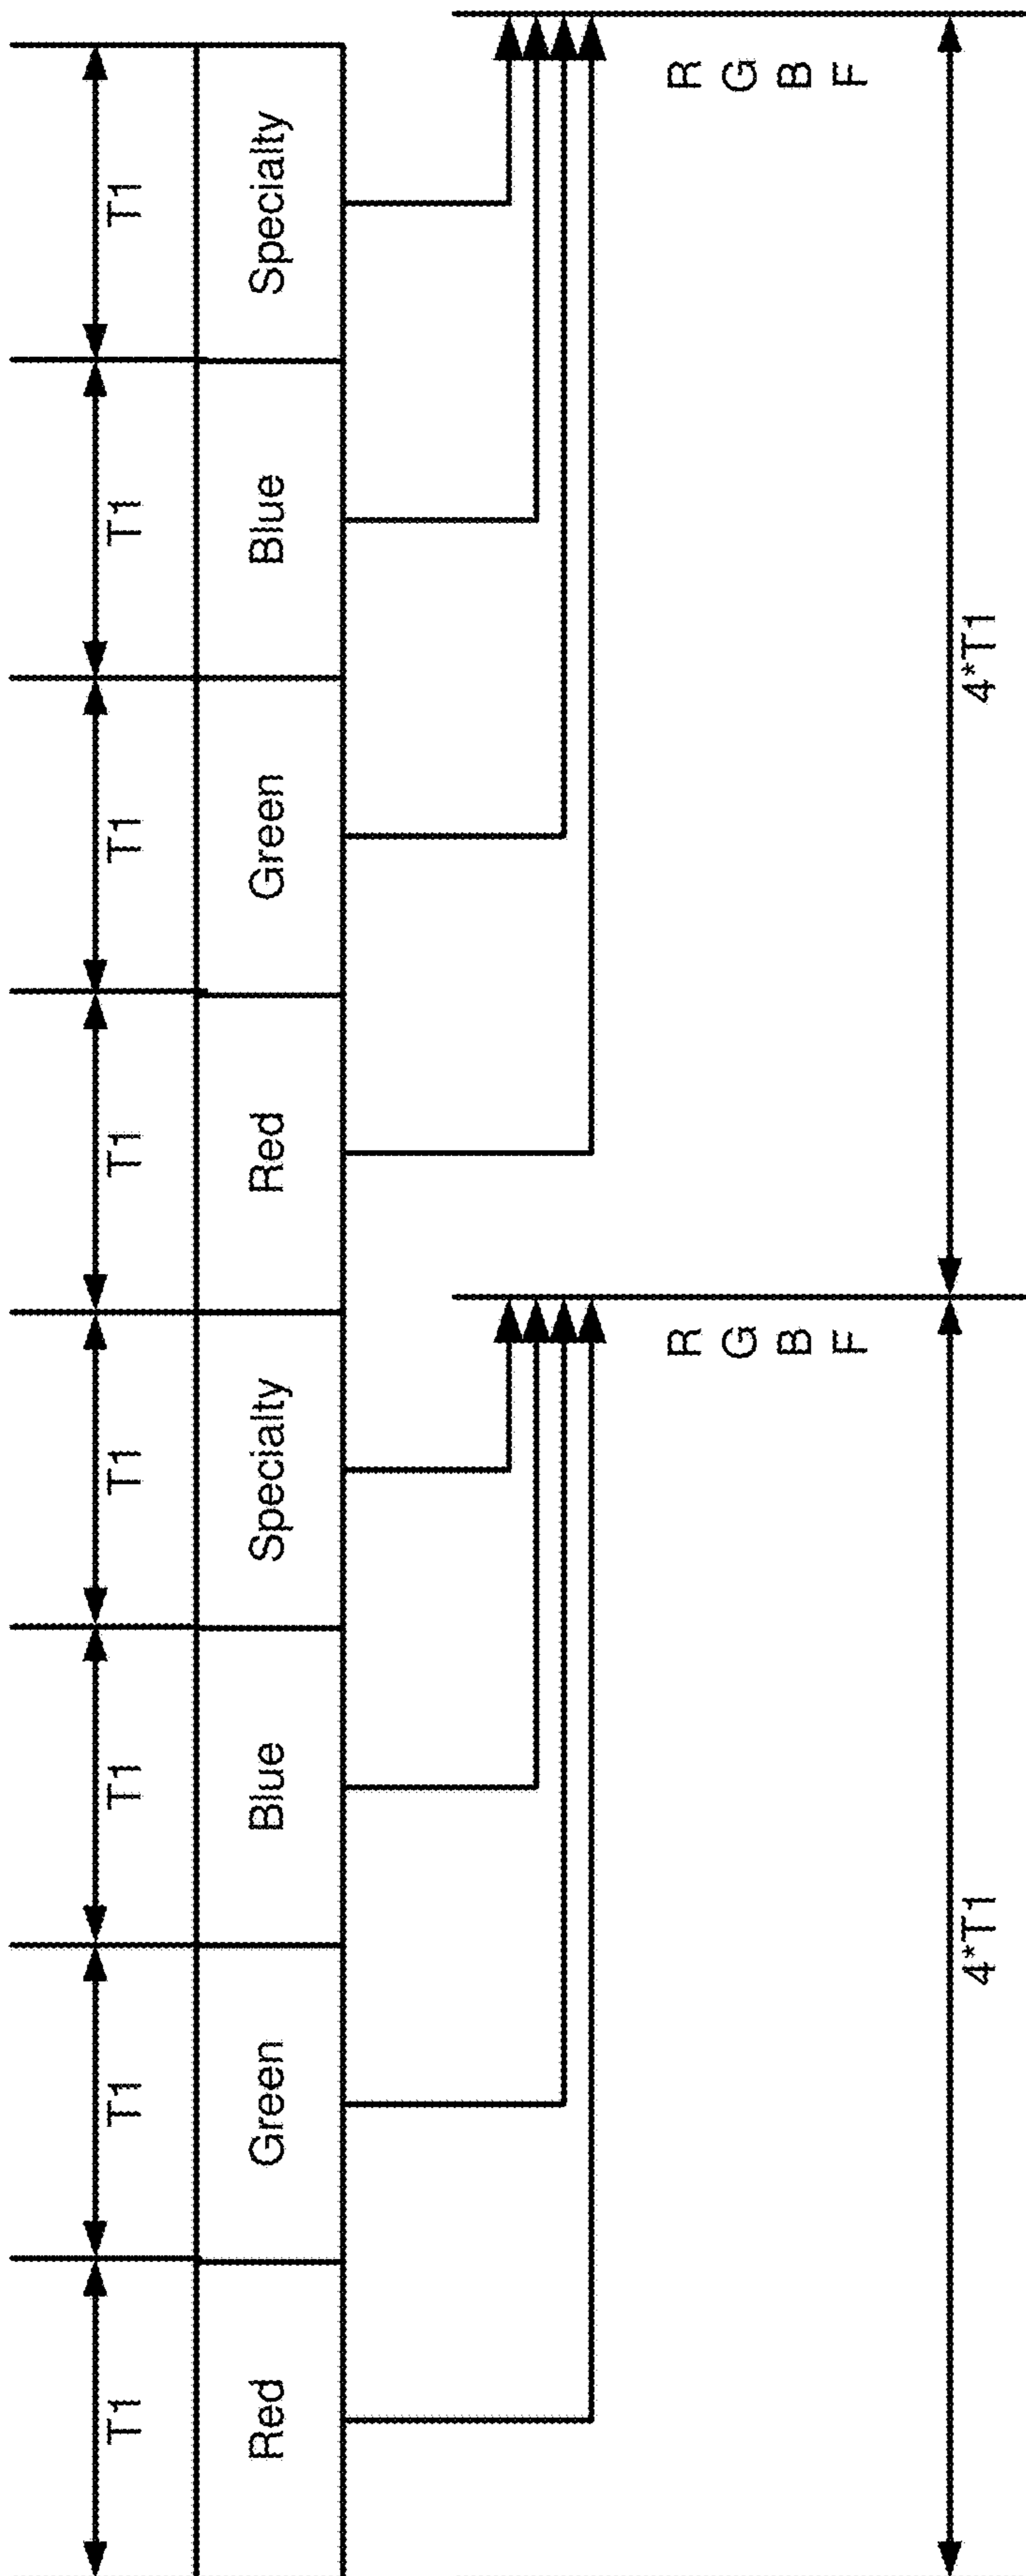 T1 T1 T1 T1 T1 T1 T1 T1
Red Green Blue Specialty Red Green Blue Specialty
R R
G G
B B
F F
4*T1 4*T1